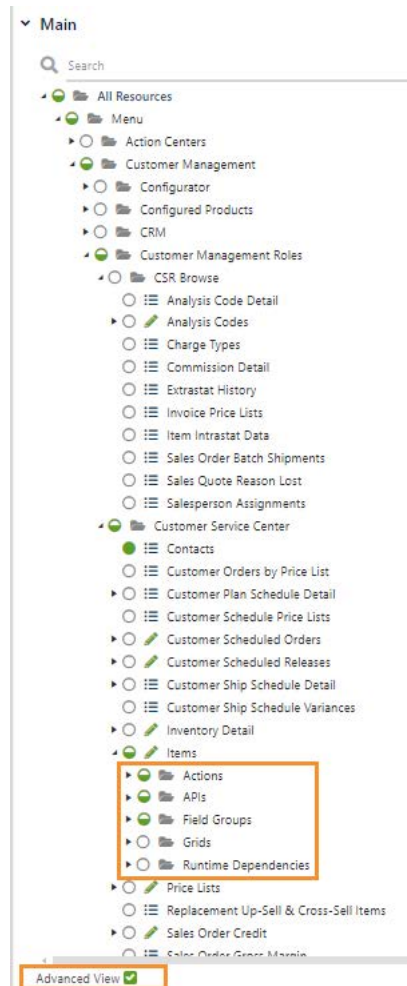 Main
Search
All Resources
Menu
Action Centers
Customer Management
Configurator
Configured Products
CRM
Customer Management Roles
CSR Browse
Analysis Code Detail
Analysis Codes
Charge Types
Commission Detail
Extrastat History
Invoice Price Lists
Item Intrastat Data
Sales Order Batch Shipments
Sales Quote Reason Lost
Salesperson Assignments
Customer Service Center
Contacts
Customer Orders by Price List
Customer Plan Schedule Detail
Customer Schedule Price Lists
Customer Scheduled Orders
Customer Scheduled Releases
Customer Ship Schedule Detail
Customer Ship Schedule Variances
Inventory Detail
Items
Actions
APIs
Field Groups
Grids
Runtime Dependencies
Price Lists
Replacement Up-Sell & Cross-Sell Items
Sales Order Credit
Sales Order Gross Margin
Advanced View